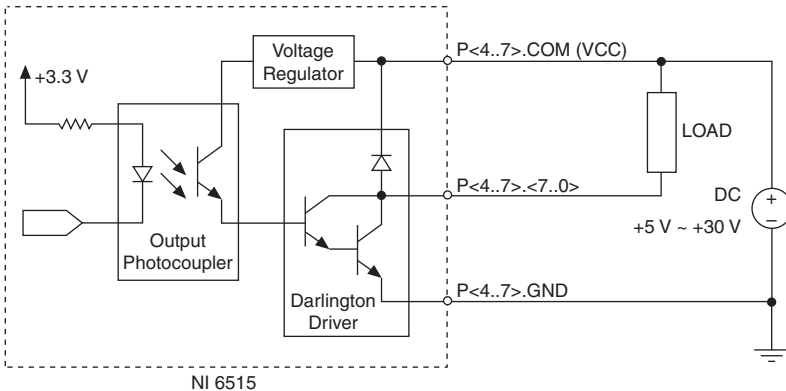 Voltage
Regulator
P<4..7>.COM (VCC)
+3.3 V
LOAD
P<4..7>.<7..0>
DC
+5 V ~ +30 V
+
−
Output
Photocoupler
P<4..7>.GND
Darlington
Driver
NI 6515